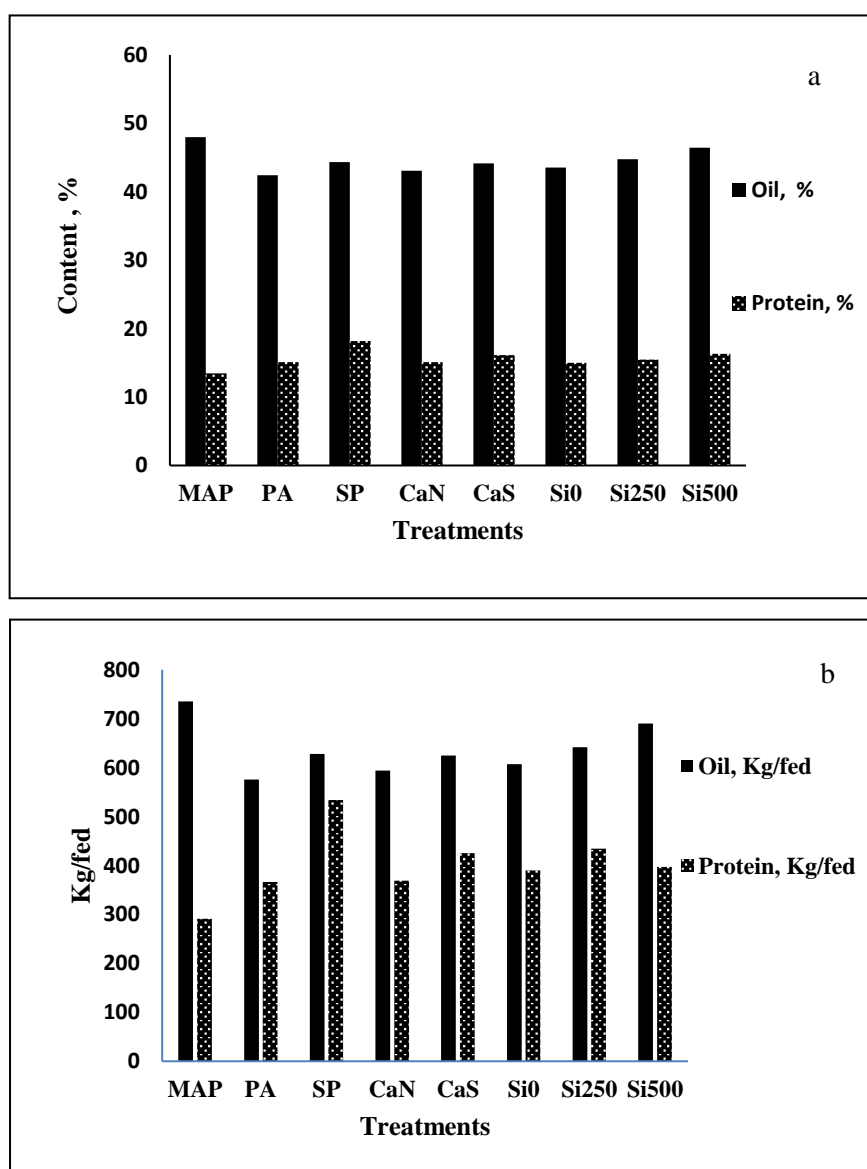 a
60
50
40
30
20
10
0
Content , %
Oil, %
Protein, %
MAP PA SP CaN CaS Si0 Si250 Si500
Treatments
b
800
700
600
500
400
300
200
100
0
Kg/fed
Oil, Kg/fed
Protein, Kg/fed
MAP PA SP CaN CaS Si0 Si250 Si500
Treatments